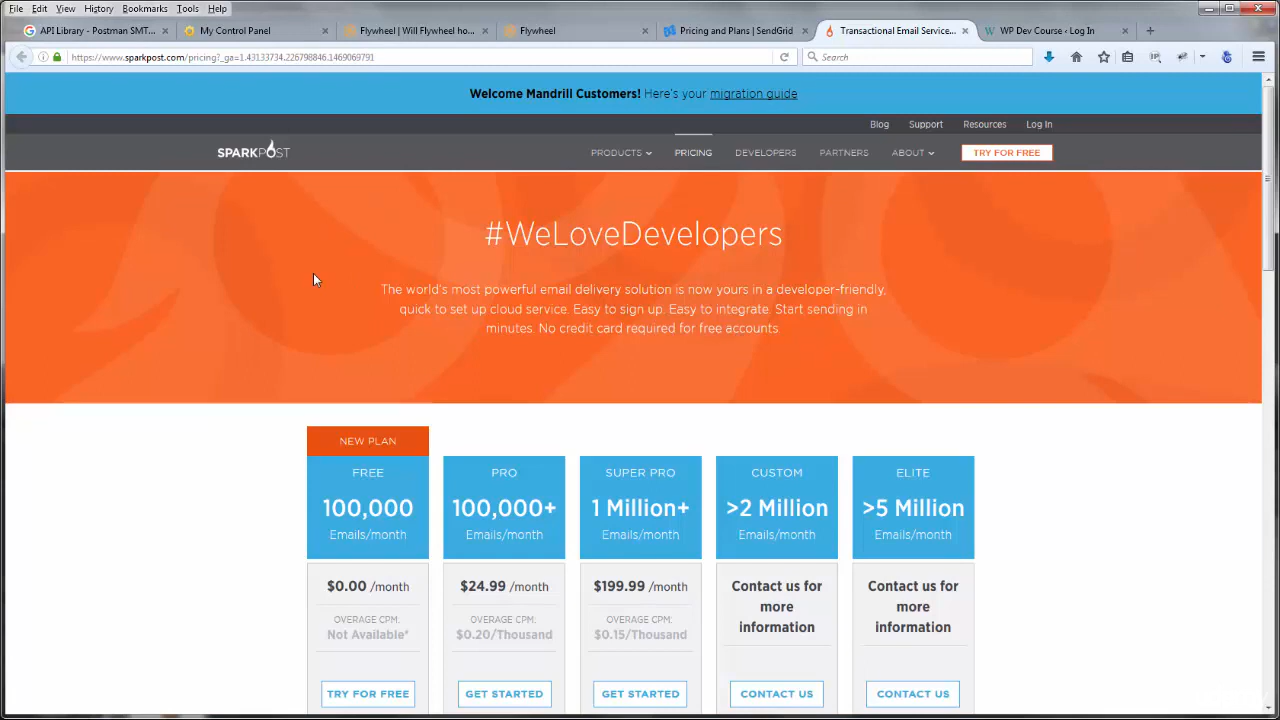 File Edit View History Bookmarks Tools Help
API Library - Postman SMT... × My Control Panel × Flywheel | Will Flywheel ho... × Flywheel × Pricing and Plans | SendGrid × Transactional Email Service... × WP Dev Course ‹ Log In ×
https://www.sparkpost.com/pricing?_ga=1.43133734.226798846.1469069791 Search
Welcome Mandrill Customers! Here's your migration guide
Blog Support Resources Log In
SPARKPOST PRODUCTS PRICING DEVELOPERS PARTNERS ABOUT TRY FOR FREE
#WeLoveDevelopers
The world's most powerful email delivery solution is now yours in a developer-friendly,
quick to set up cloud service. Easy to sign up. Easy to integrate. Start sending in
minutes. No credit card required for free accounts.
NEW PLAN
FREE PRO SUPER PRO CUSTOM ELITE
100,000 100,000+ 1 Million+ >2 Million >5 Million
Emails/month Emails/month Emails/month Emails/month Emails/month
$0.00 /month $24.99 /month $199.99 /month Contact us for Contact us for
more more
OVERAGE CPM: OVERAGE CPM: OVERAGE CPM:
information information
Not Available* $0.20/Thousand $0.15/Thousand
TRY FOR FREE GET STARTED GET STARTED CONTACT US CONTACT US